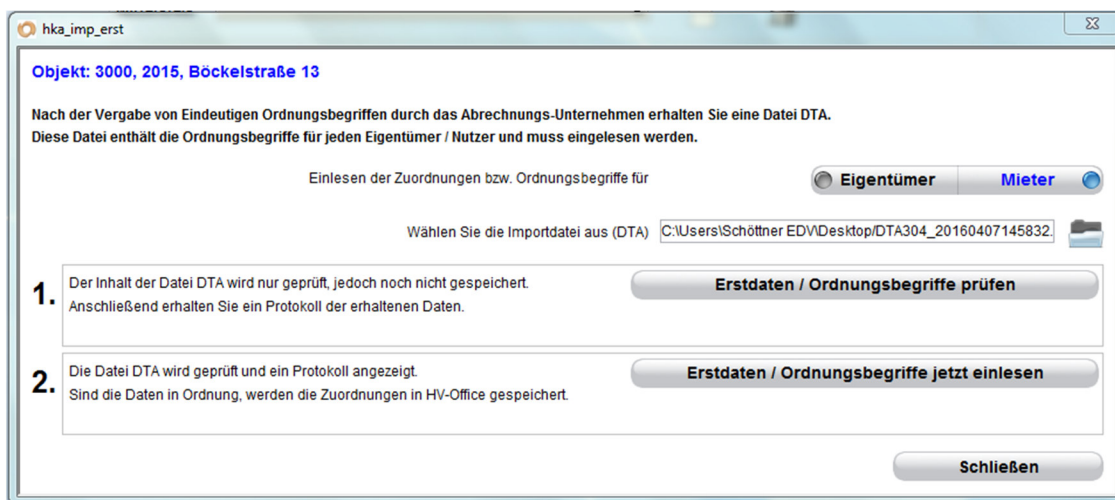 hka_imp_erst
Objekt: 3000, 2015, Böckelstraße 13
Nach der Vergabe von Eindeutigen Ordnungsbegriffen durch das Abrechnungs-Unternehmen erhalten Sie eine Datei DTA.
Diese Datei enthält die Ordnungsbegriffe für jeden Eigentümer / Nutzer und muss eingelesen werden.
Einlesen der Zuordnungen bzw. Ordnungsbegriffe für Eigentümer Mieter
Wählen Sie die Importdatei aus (DTA) C:\Users\Schöttner EDV\Desktop/DTA304_20160407145832.
1.
Der Inhalt der Datei DTA wird nur geprüft, jedoch noch nicht gespeichert.
Anschließend erhalten Sie ein Protokoll der erhaltenen Daten.
Erstdaten / Ordnungsbegriffe prüfen
2.
Die Datei DTA wird geprüft und ein Protokoll angezeigt.
Sind die Daten in Ordnung, werden die Zuordnungen in HV-Office gespeichert.
Erstdaten / Ordnungsbegriffe jetzt einlesen
Schließen